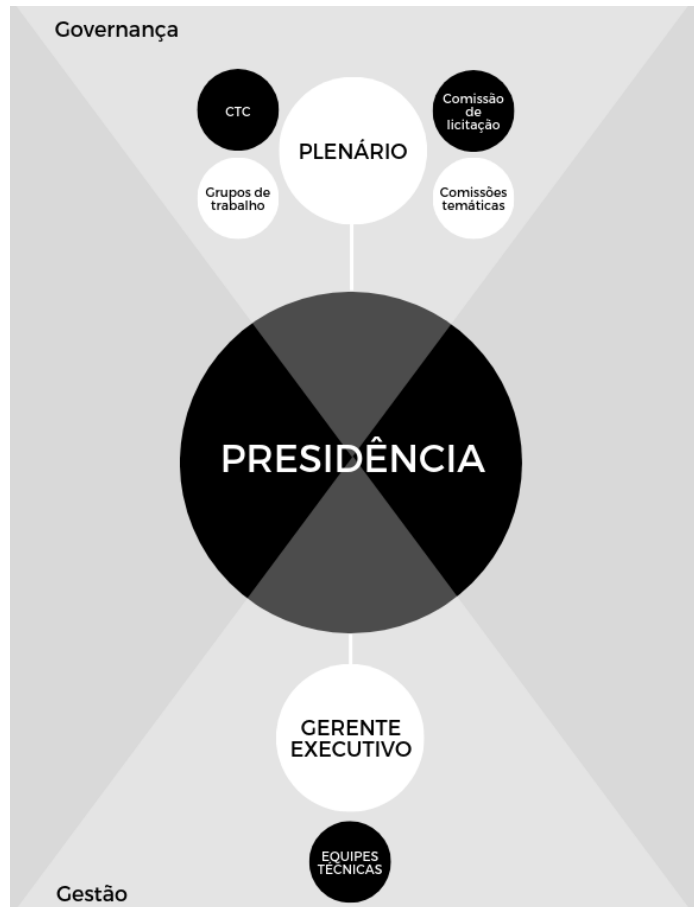 Governança
CTC
PLENÁRIO
Comissão
de
licitação
Grupos de
trabalho
Comissões
temáticas
PRESIDÊNCIA
GERENTE
EXECUTIVO
EQUIPES
TÉCNICAS
Gestão